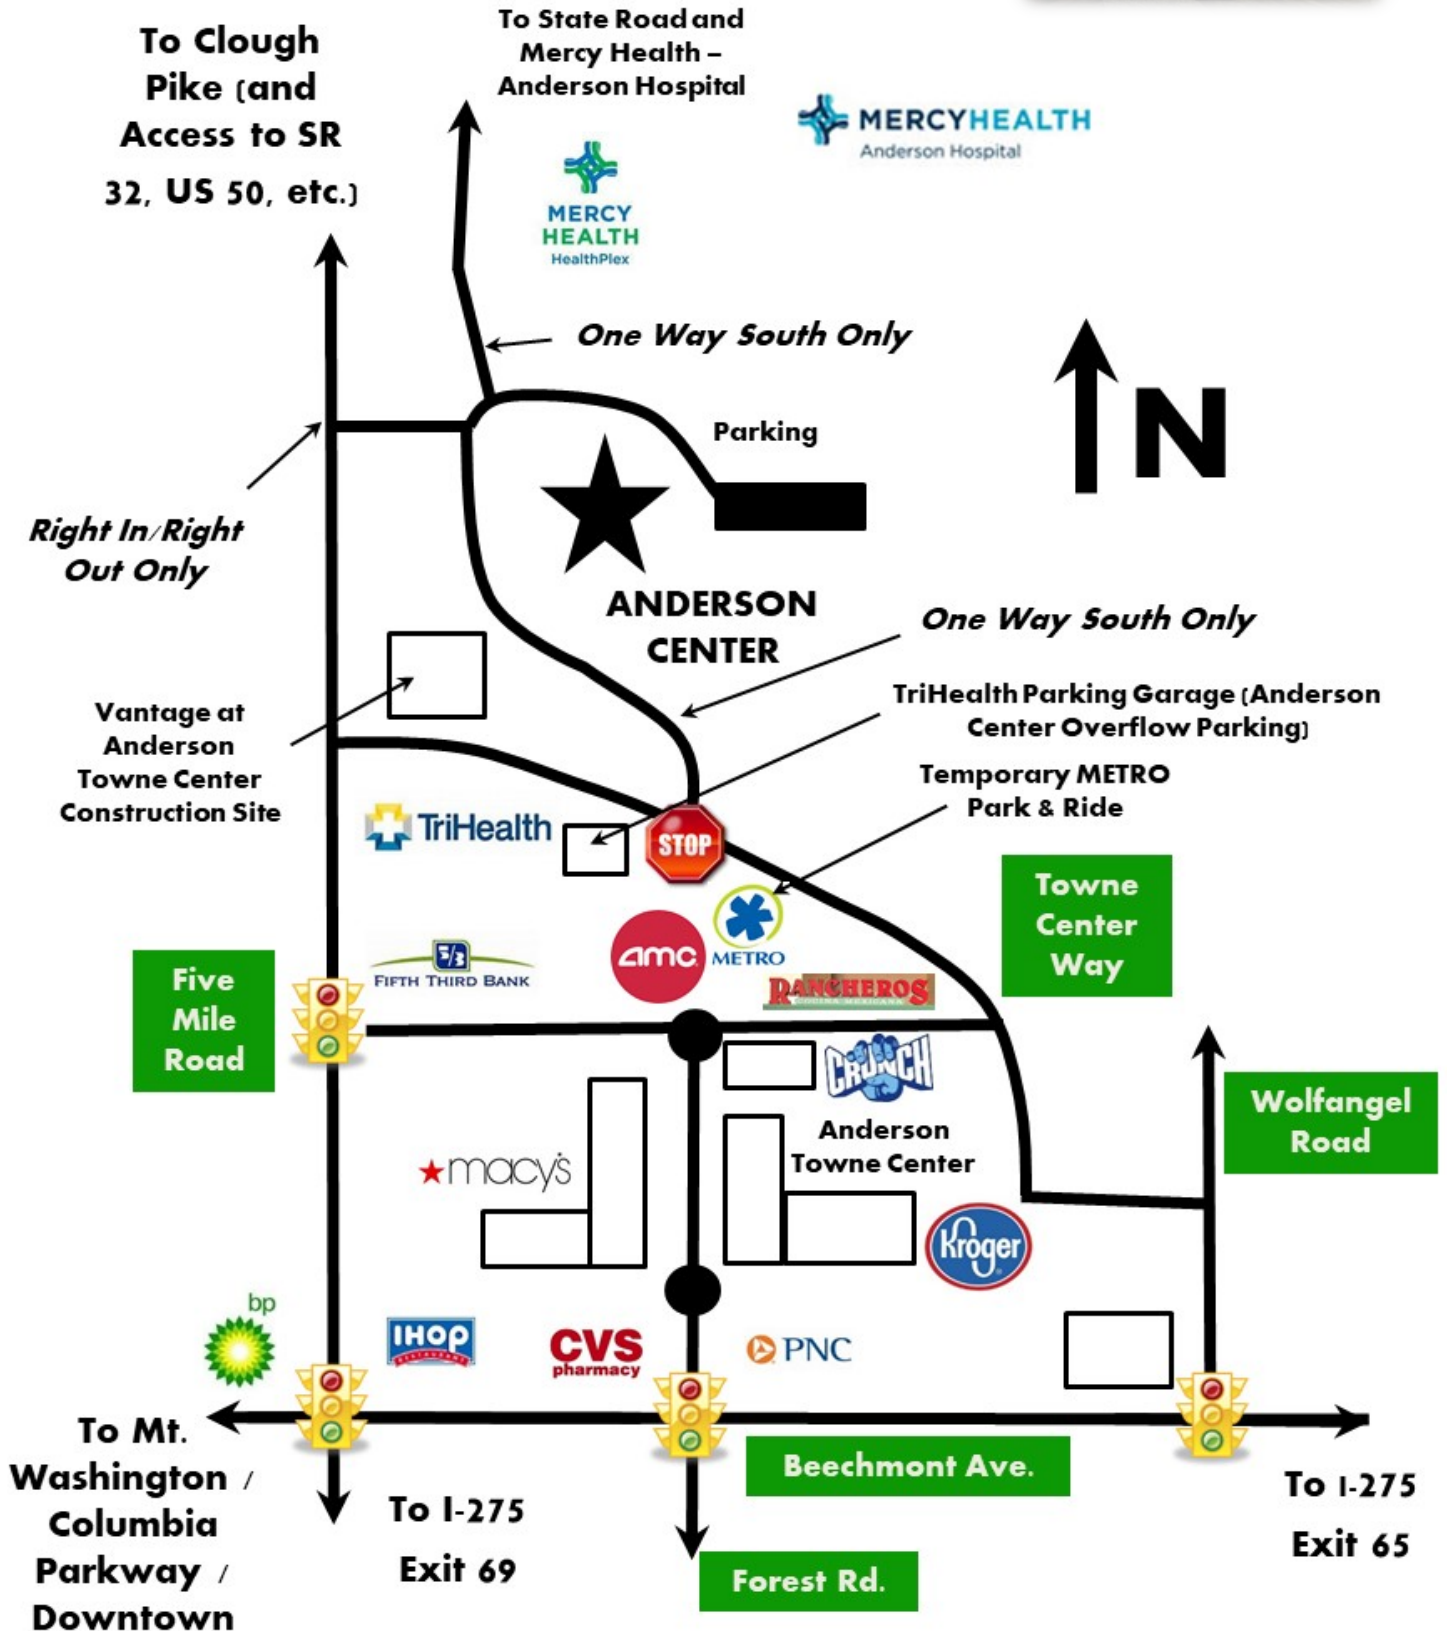 To Clough
Pike (and
Access to SR
32, US 50, etc.)
To State Road and
Mercy Health –
Anderson Hospital
MERCYHEALTH
Anderson Hospital
MERCY
HEALTH
HealthPlex
One Way South Only
N
Parking
Right In/Right
Out Only
ANDERSON
CENTER
One Way South Only
TriHealth Parking Garage (Anderson
Center Overflow Parking)
Vantage at
Anderson
Towne Center
Construction Site
Temporary METRO
Park & Ride
TriHealth
STOP
Towne
Center
Way
amc
METRO
5/3
FIFTH THIRD BANK
RANCHEROS
COCINA MEXICANA
Five
Mile
Road
CRUNCH
Anderson
Towne Center
Wolfangel
Road
macy's
Kroger
bp
IHOP
RESTAURANT
CVS
pharmacy
PNC
To Mt.
Washington /
Columbia
Parkway /
Downtown
To I-275
Exit 69
Beechmont Ave.
To I-275
Exit 65
Forest Rd.